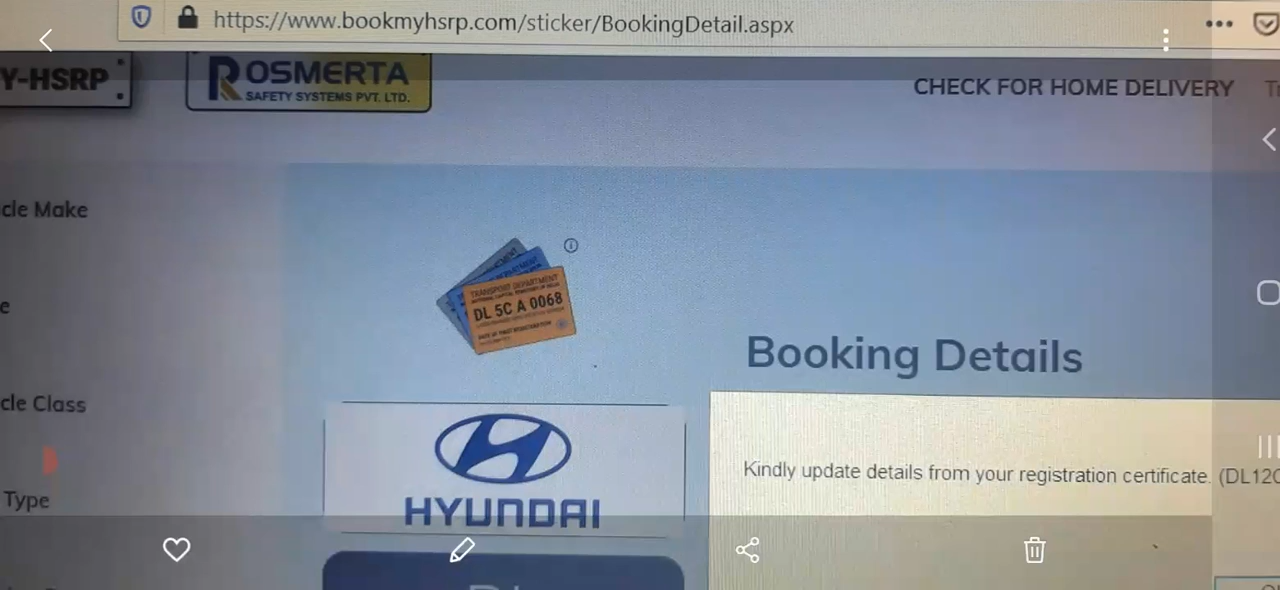 https://www.bookmyhsrp.com/sticker/BookingDetail.aspx
Y-HSRP
ROSMERTA
SAFETY SYSTEMS PVT. LTD.
CHECK FOR HOME DELIVERY
cle Make
TRANSPORT DEPARTMENT
DL 5C A 0068
e
Booking Details
cle Class
HYUNDAI
Kindly update details from your registration certificate. (DL12C
Type